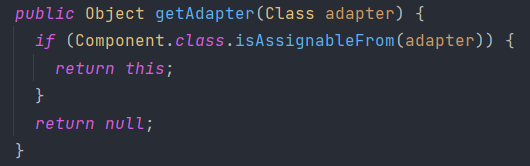 public Object getAdapter(Class adapter) {
  if (Component.class.isAssignableFrom(adapter)) {
    return this;
  }
  return null;
}